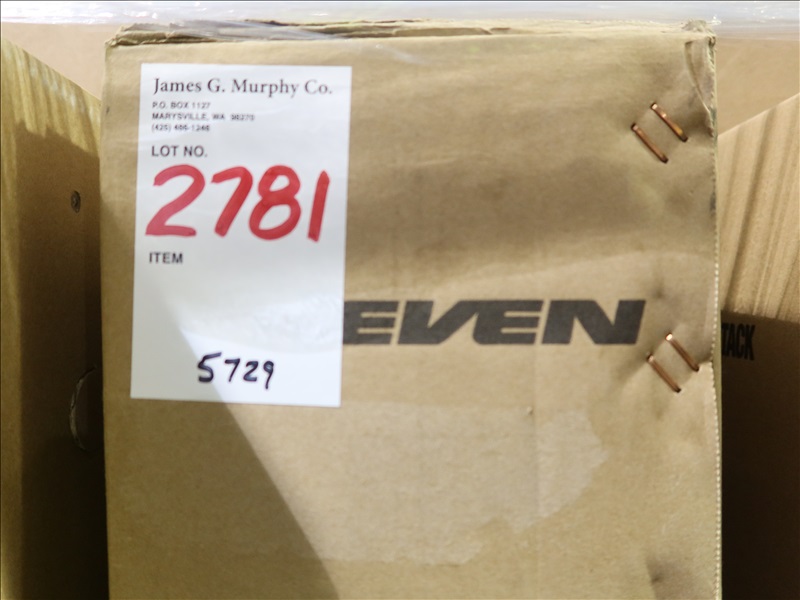 James G. Murphy Co.
P.O. BOX 1127
MARYSVILLE, WA 98270
(425) 486-1246
LOT NO.
2781
ITEM
5729
EVEN
TACK